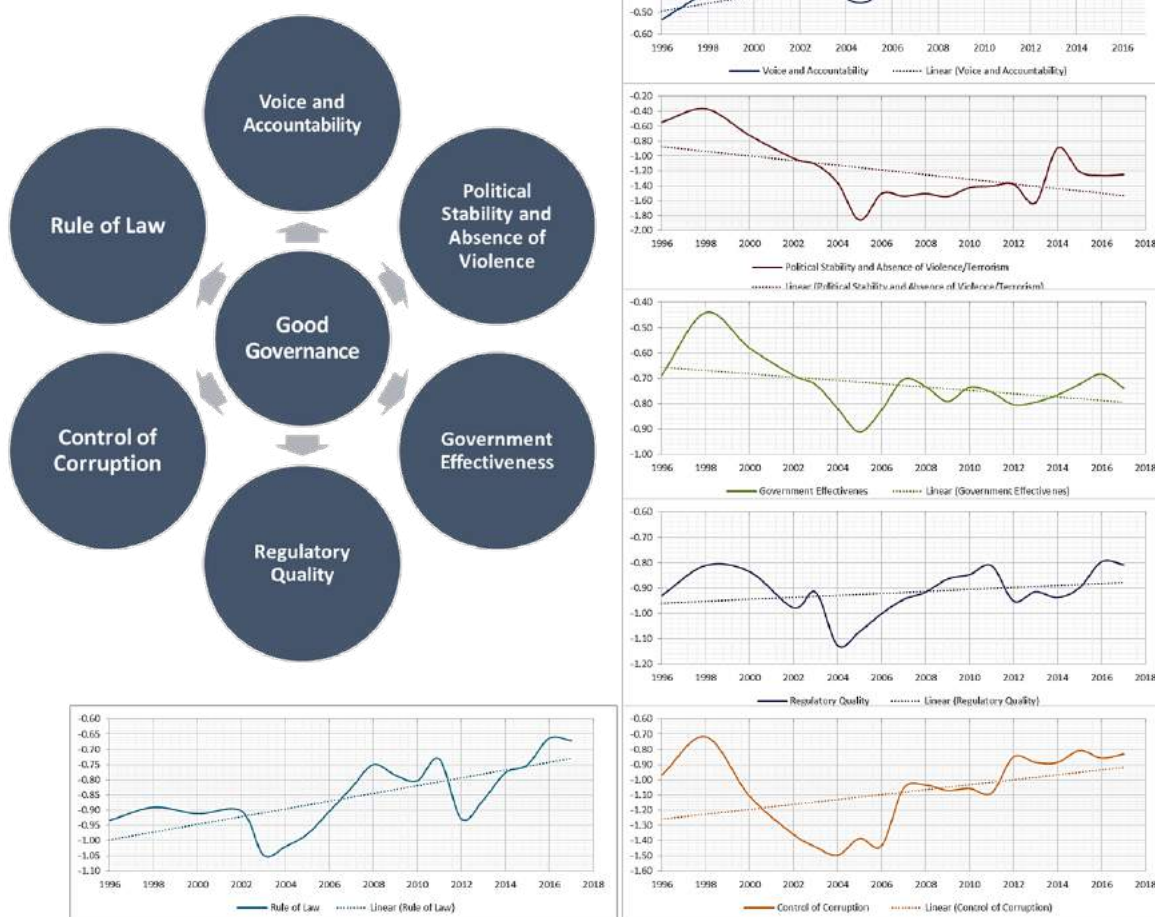 Voice and
Accountability
Political
Stability and
Absence of
Violence
Rule of Law
Good
Governance
Control of
Corruption
Government
Effectiveness
Regulatory
Quality
-0.50
-0.60
1996 1998 2000 2002 2004 2006 2008 2010 2012 2014 2016
Voice and Accountability Linear (Voice and Accountability)
-0.20
-0.40
-0.60
-0.80
-1.00
-1.20
-1.40
-1.60
-1.80
-2.00
1996 1998 2000 2002 2004 2006 2008 2010 2012 2014 2016 2018
Political Stability and Absence of Violence/Terrorism
Linear (Political Stability and Absence of Violence/Terrorism)
-0.40
-0.50
-0.60
-0.70
-0.80
-0.90
-1.00
1996 1998 2000 2002 2004 2006 2008 2010 2012 2014 2016 2018
Government Effectivenes Linear (Government Effectivenes)
-0.80
-0.90
-1.00
-1.10
-1.20
1996 1998 2000 2002 2004 2006 2008 2010 2012 2014 2016 2018
Regulatory Quality Linear (Regulatory Quality)
-0.60
-0.65
-0.70
-0.75
-0.80
-0.85
-0.90
-0.95
-1.00
-1.05
-1.10
1996 1998 2000 2002 2004 2006 2008 2010 2012 2014 2016 2018
Rule of Law Linear (Rule of Law)
-0.60
-0.70
-0.80
-0.90
-1.00
-1.10
-1.20
-1.30
-1.40
-1.50
-1.60
1996 1998 2000 2002 2004 2006 2008 2010 2012 2014 2016 2018
Control of Corruption Linear (Control of Corruption)